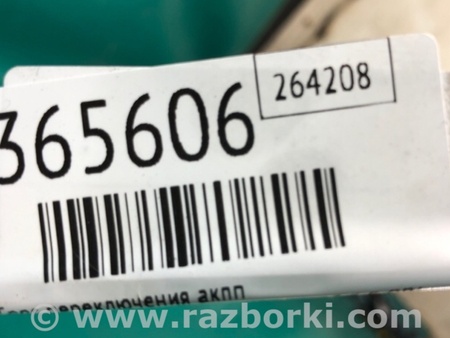 365606
264208
переключения акпп
www.razborki.com